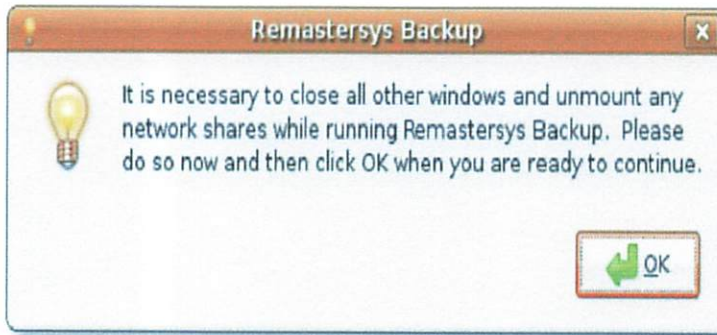 Remastersys Backup
It is necessary to close all other windows and unmount any
network shares while running Remastersys Backup. Please
do so now and then click OK when you are ready to continue.
OK